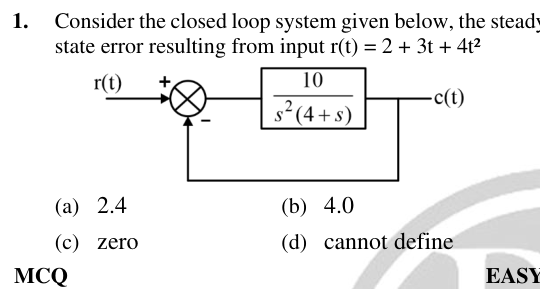 1. Consider the closed loop system given below, the steady
state error resulting from input r(t) = 2 + 3t + 4t²
r(t) + 10
s²(4+s) c(t)
−
(a) 2.4 (b) 4.0
(c) zero (d) cannot define
MCQ EASY